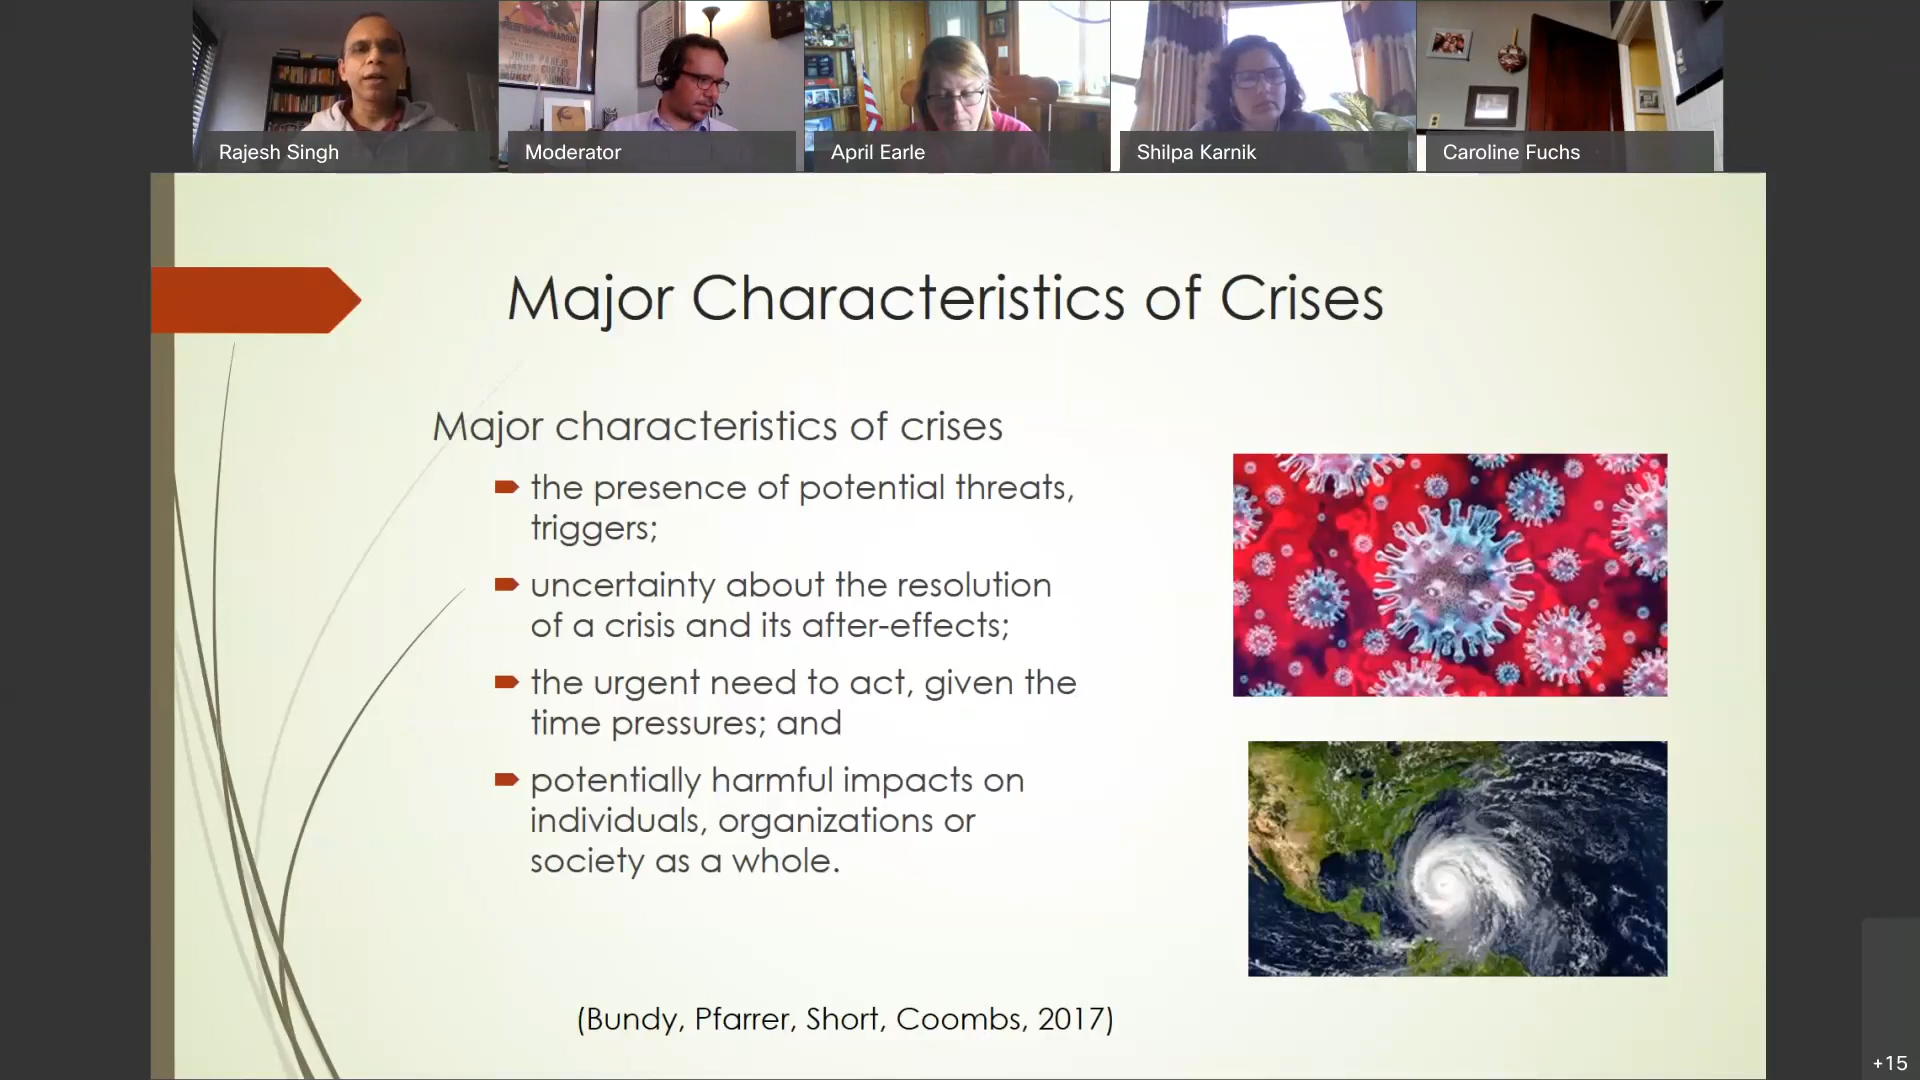 Rajesh Singh
Moderator
April Earle
Shilpa Karnik
Caroline Fuchs
Major Characteristics of Crises
Major characteristics of crises
the presence of potential threats,
triggers;
uncertainty about the resolution
of a crisis and its after-effects;
the urgent need to act, given the
time pressures; and
potentially harmful impacts on
individuals, organizations or
society as a whole.
(Bundy, Pfarrer, Short, Coombs, 2017)
+15